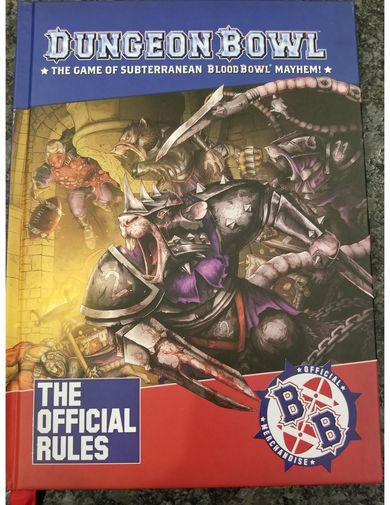 DUNGEON BOWL
★ THE GAME OF SUBTERRANEAN BLOOD BOWL® MAYHEM! ★
THE
OFFICIAL
RULES
OFFICIAL
BB
MERCHANDISE